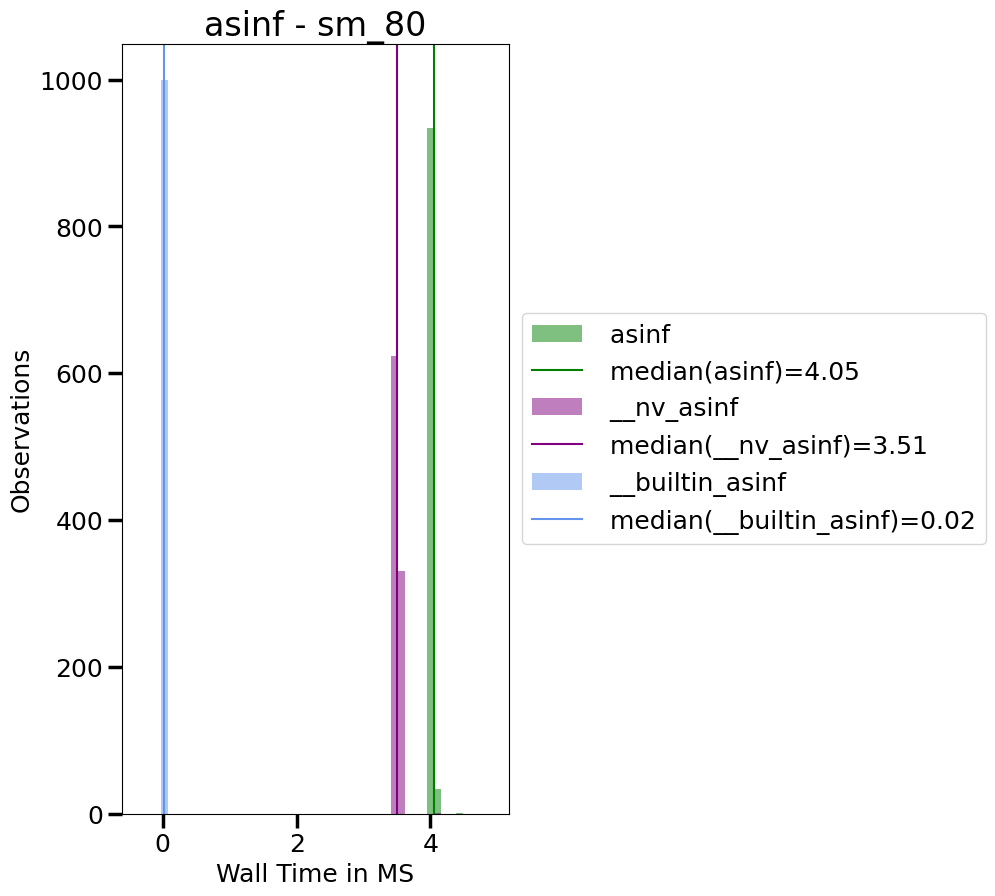 asinf - sm_80
1000
800
600
400
200
0
Observations
0 2 4
Wall Time in MS
asinf
median(asinf)=4.05
__nv_asinf
median(__nv_asinf)=3.51
__builtin_asinf
median(__builtin_asinf)=0.02